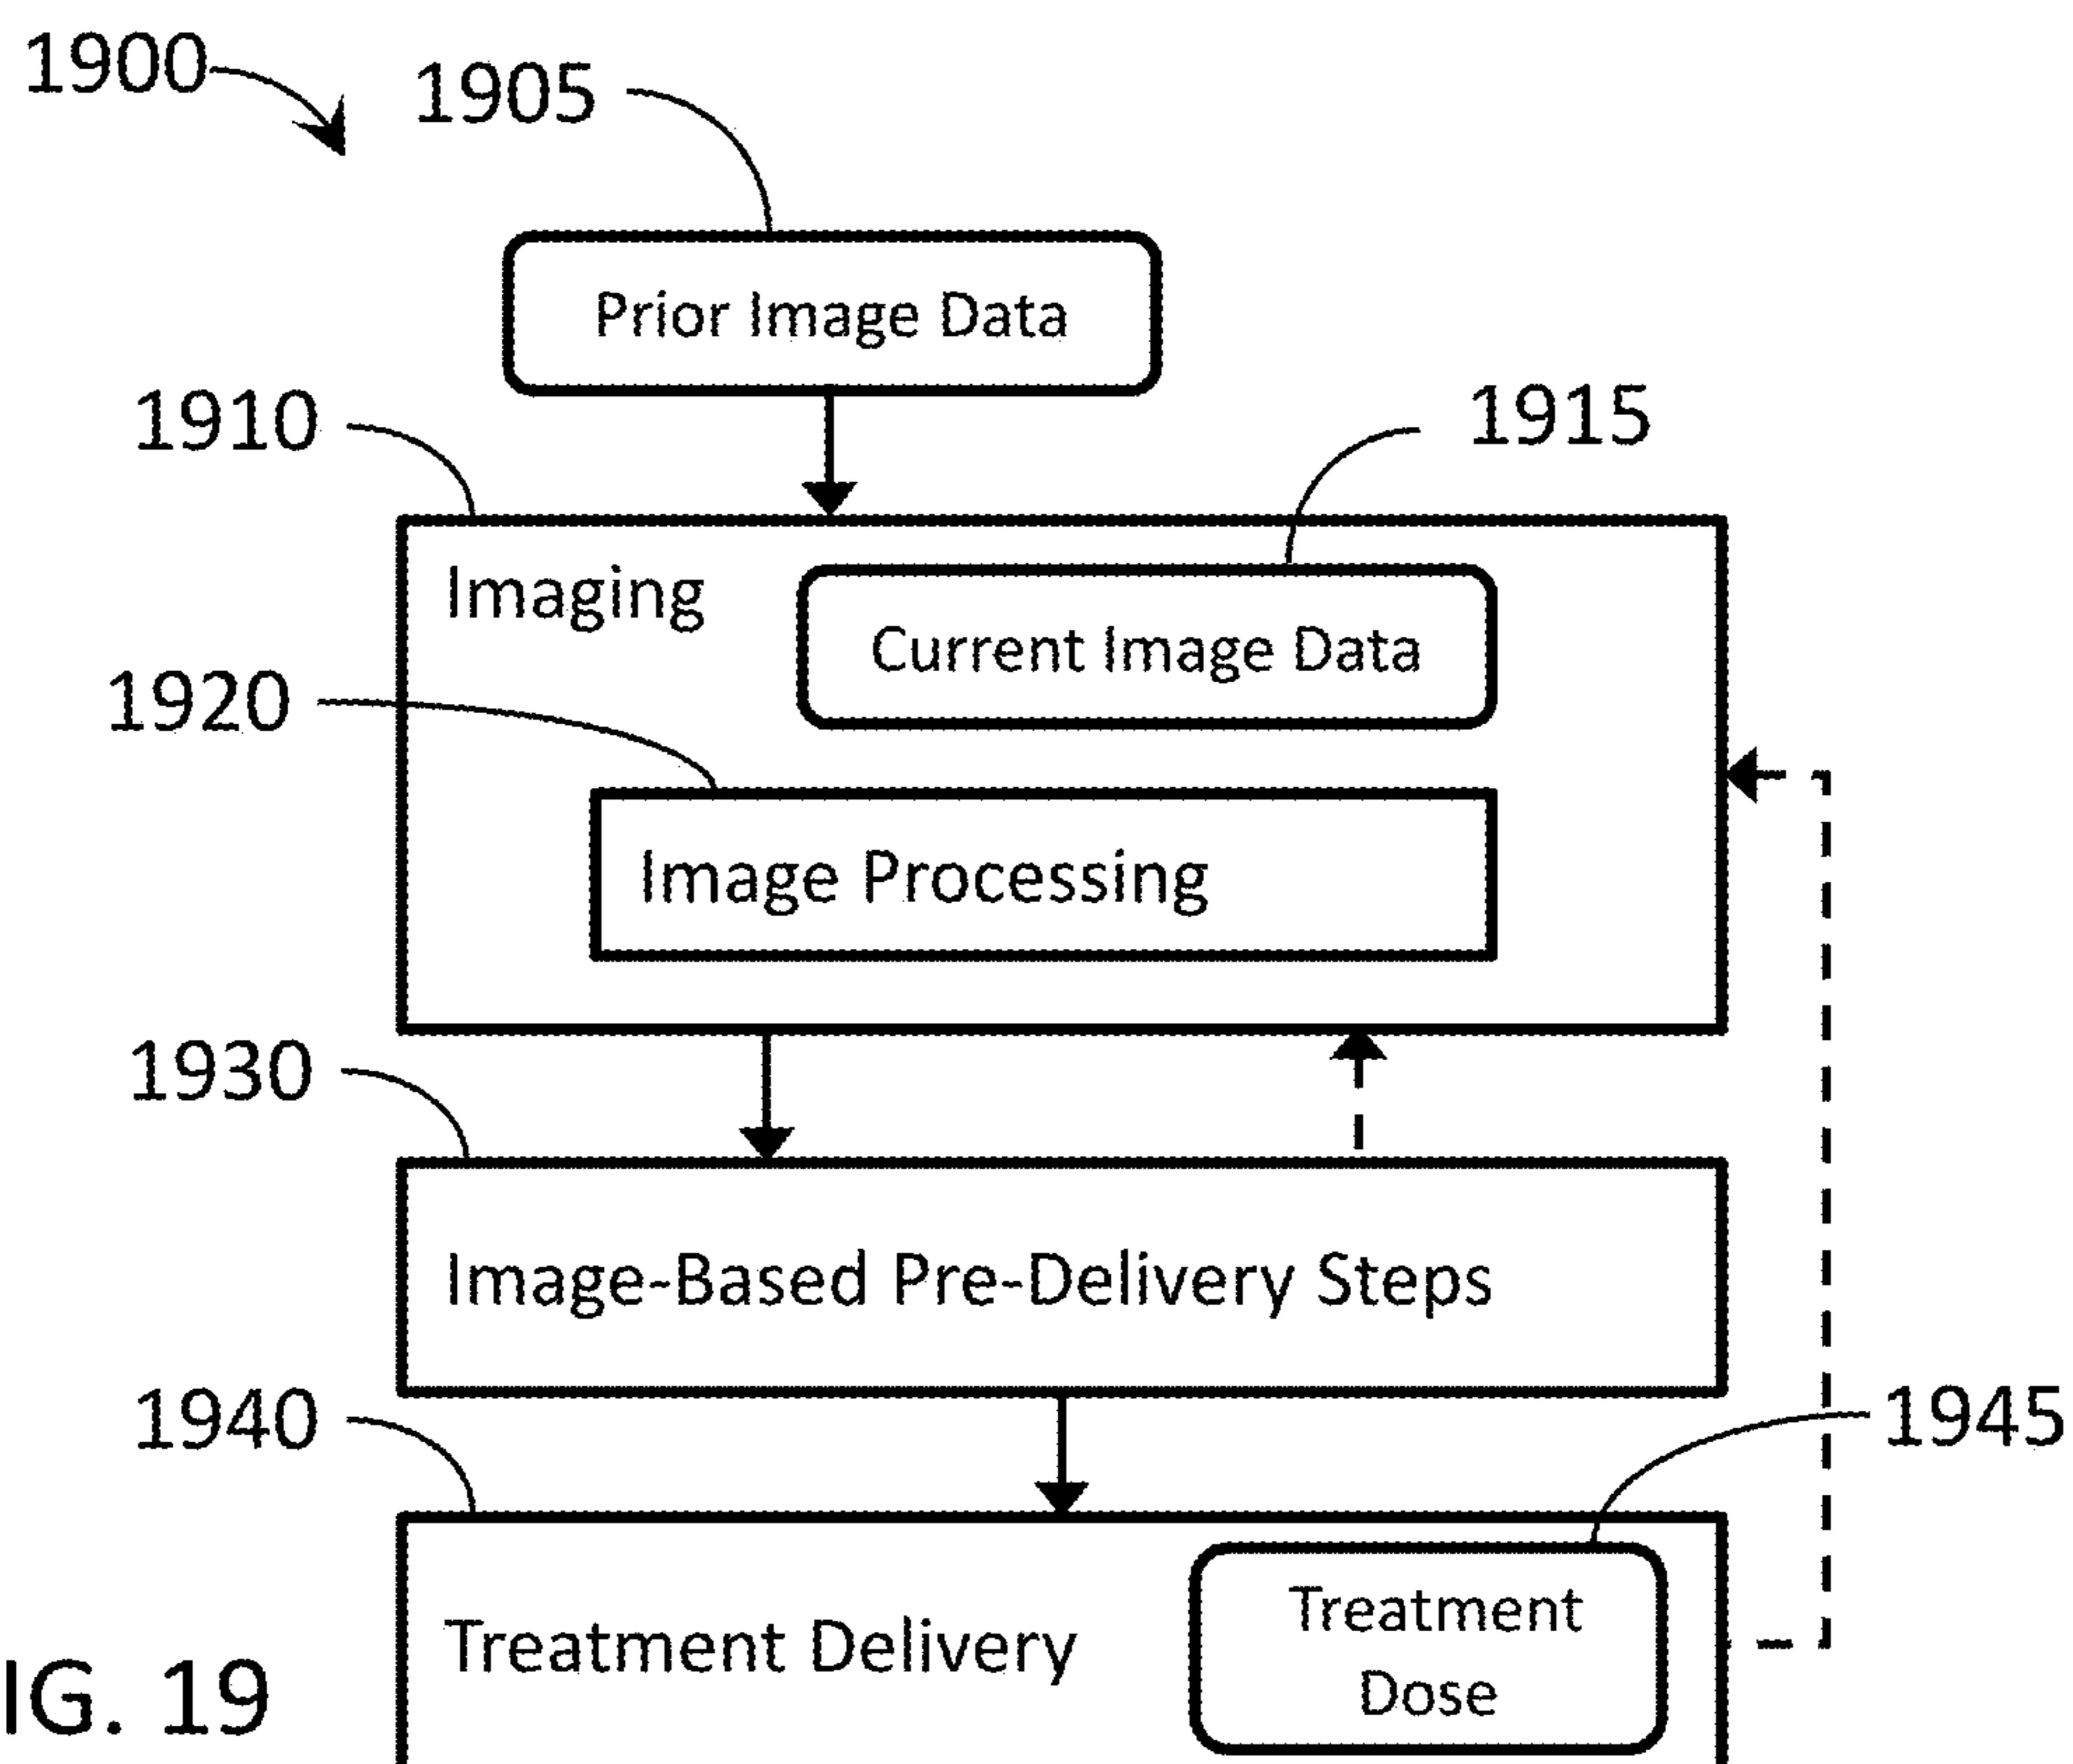 1900
1905
Prior Image Data
1910
1915
Imaging
Current Image Data
1920
Image Processing
1930
Image-Based Pre-Delivery Steps
1940
1945
Treatment Delivery
Treatment
Dose
IG. 19